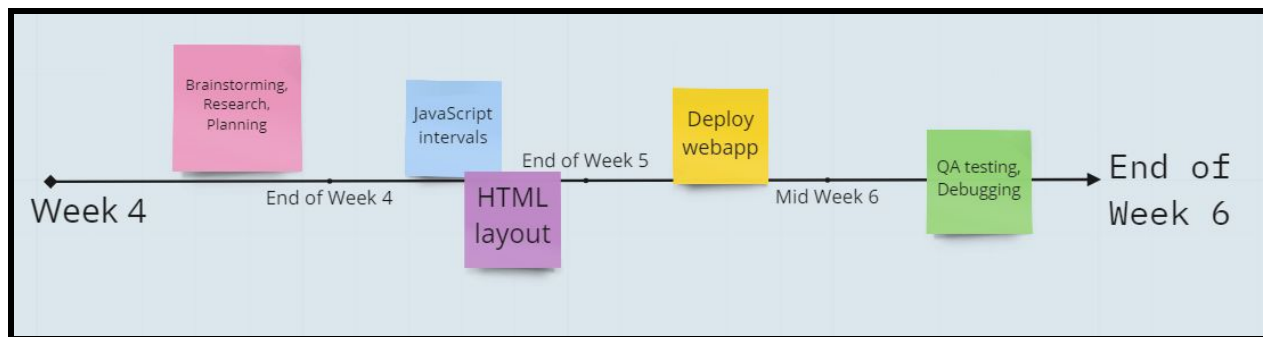 Brainstorming,
Research,
Planning
JavaScript
intervals
End of Week 5
Deploy
webapp
QA testing,
Debugging
End of
Week 6
Week 4
End of Week 4
HTML
layout
Mid Week 6